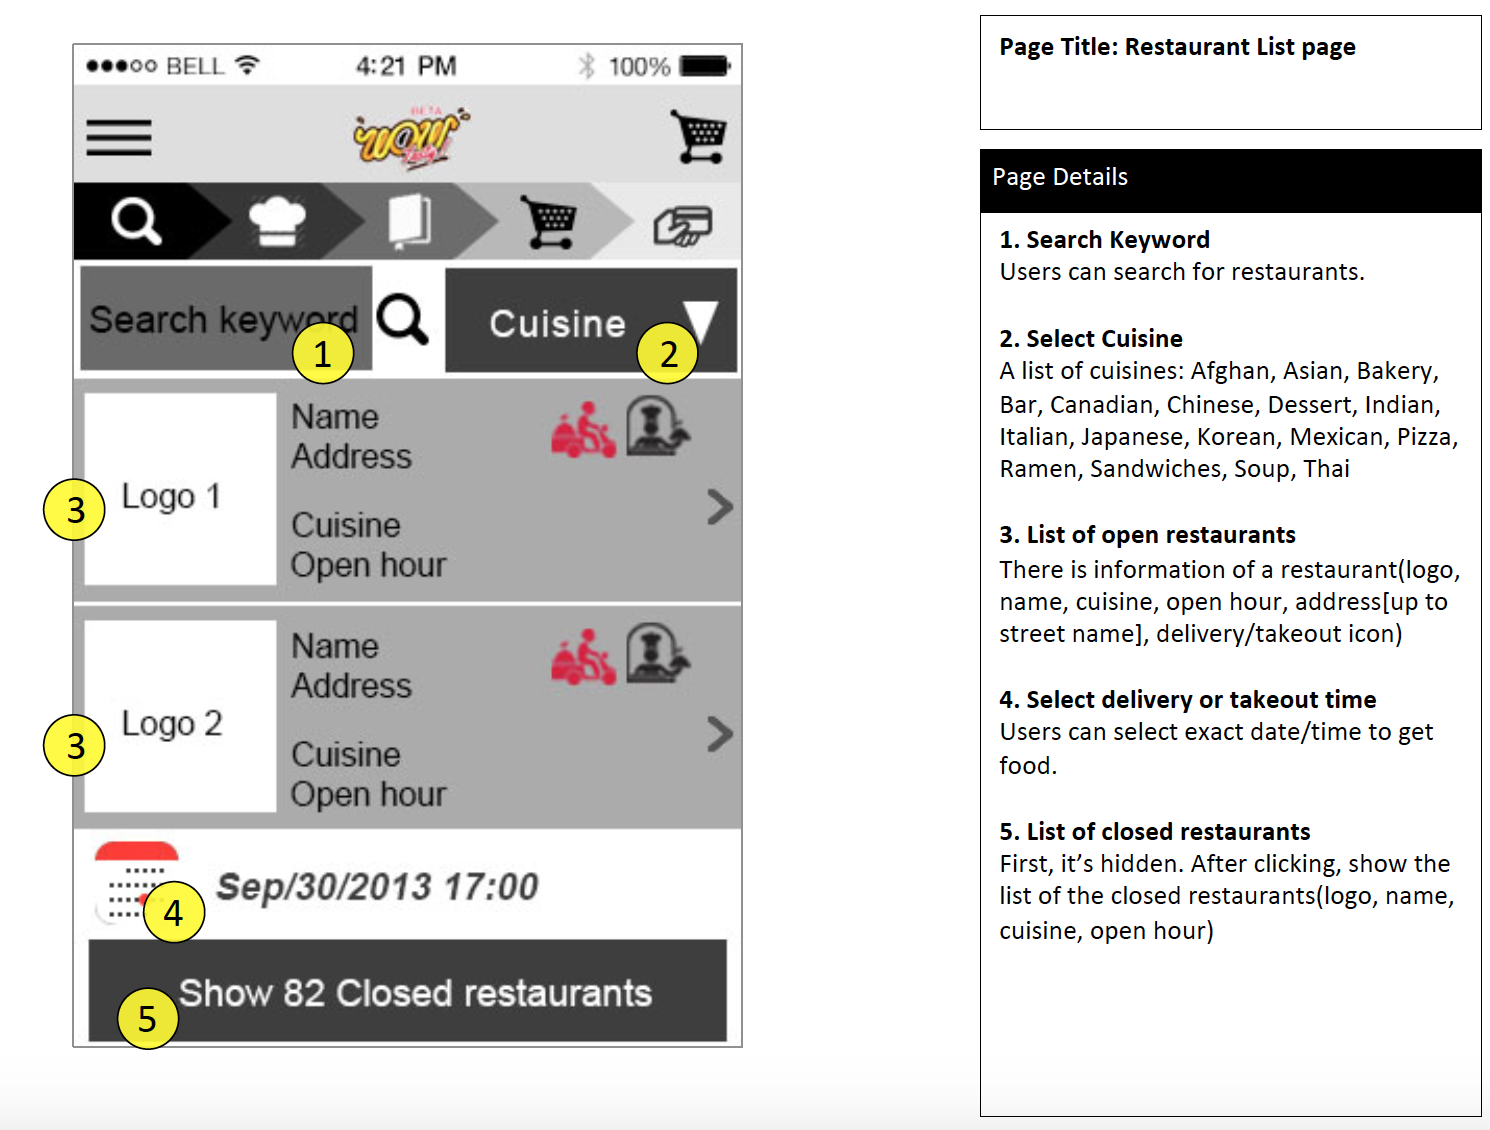 BELL
4:21 PM
100%
BETA
WOW
Tasty!!
Search keyword
Cuisine
1
2
Logo 1
Name
Address
Cuisine
Open hour
3
Logo 2
Name
Address
Cuisine
Open hour
3
Sep/30/2013 17:00
4
Show 82 Closed restaurants
5
Page Title: Restaurant List page
Page Details
1. Search Keyword
Users can search for restaurants.
2. Select Cuisine
A list of cuisines: Afghan, Asian, Bakery,
Bar, Canadian, Chinese, Dessert, Indian,
Italian, Japanese, Korean, Mexican, Pizza,
Ramen, Sandwiches, Soup, Thai
3. List of open restaurants
There is information of a restaurant(logo,
name, cuisine, open hour, address[up to
street name], delivery/takeout icon)
4. Select delivery or takeout time
Users can select exact date/time to get
food.
5. List of closed restaurants
First, it’s hidden. After clicking, show the
list of the closed restaurants(logo, name,
cuisine, open hour)